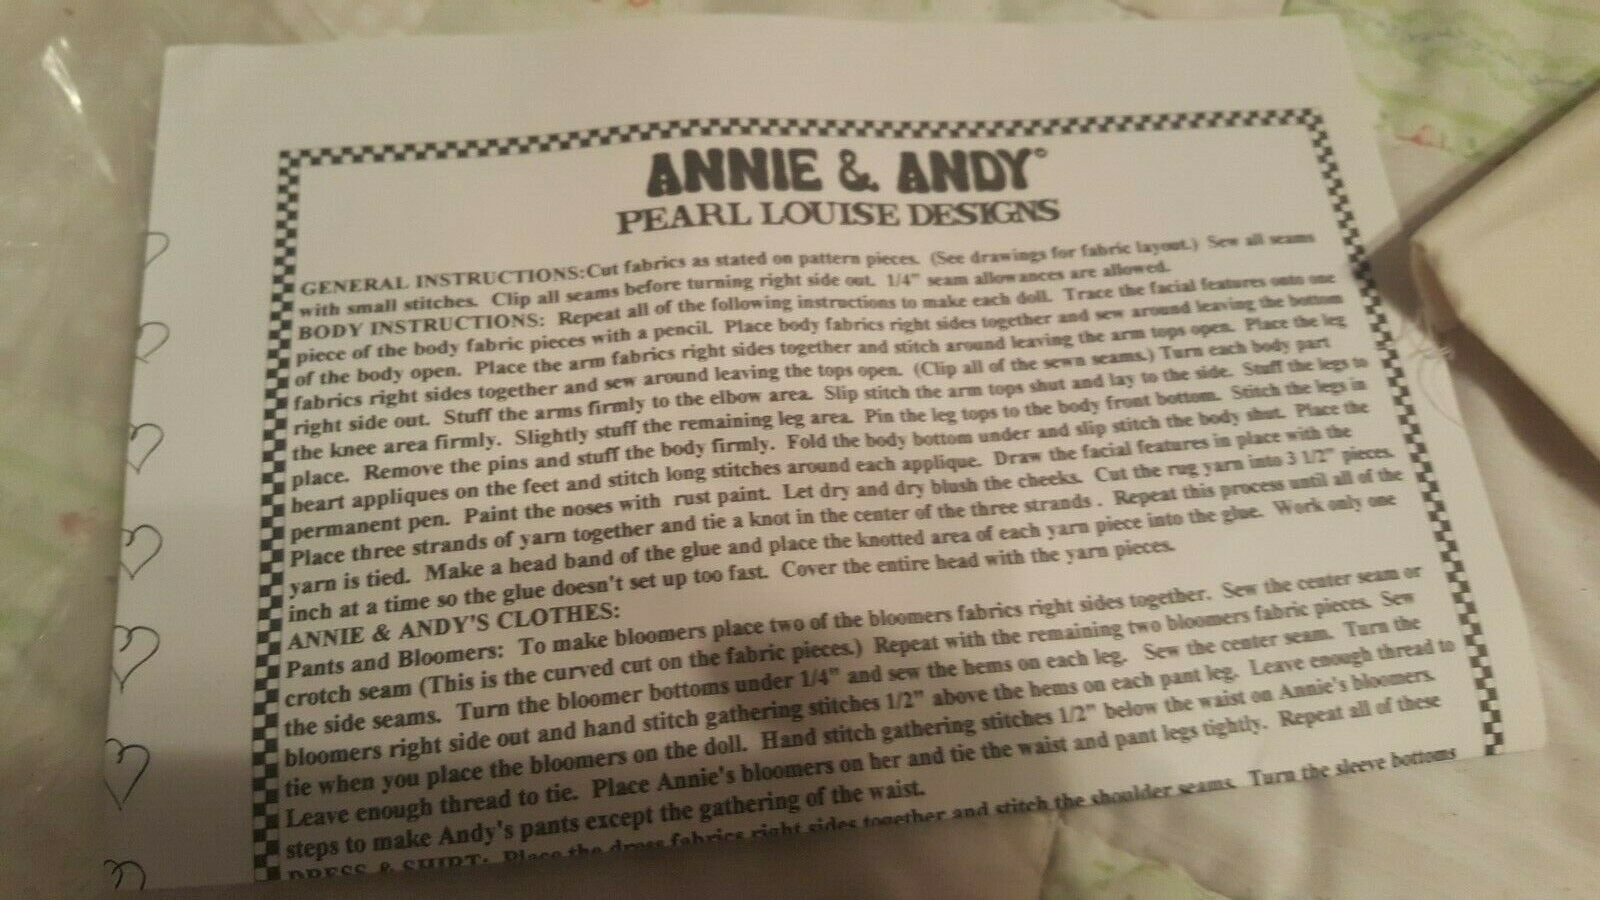 ANNIE & ANDY©
PEARL LOUISE DESIGNS
GENERAL INSTRUCTIONS:Cut fabrics as stated on pattern pieces. (See drawings for fabric layout.) Sew all seams
with small stitches. Clip all seams before turning right side out. 1/4" seam allowances are allowed.
BODY INSTRUCTIONS: Repeat all of the following instructions to make each doll. Trace the facial features onto one
piece of the body fabric pieces with a pencil. Place body fabrics right sides together and sew around leaving the bottom
of the body open. Place the arm fabrics right sides together and stitch around leaving the arm tops open. Place the leg
fabrics right sides together and sew around leaving the tops open. (Clip all of the sewn seams.) Turn each body part
right side out. Stuff the arms firmly to the elbow area. Slip stitch the arm tops shut and lay to the side. Stuff the legs to
the knee area firmly. Slightly stuff the remaining leg area. Pin the leg tops to the body front bottom. Stitch the legs in
place. Remove the pins and stuff the body firmly. Fold the body bottom under and slip stitch the body shut. Place the
heart appliques on the feet and stitch long stitches around each applique. Draw the facial features in place with the
permanent pen. Paint the noses with rust paint. Let dry and dry blush the cheeks. Cut the rug yarn into 3 1/2" pieces.
Place three strands of yarn together and tie a knot in the center of the three strands . Repeat this process until all of the
yarn is tied. Make a head band of the glue and place the knotted area of each yarn piece into the glue. Work only one
inch at a time so the glue doesn't set up too fast. Cover the entire head with the yarn pieces.
ANNIE & ANDY'S CLOTHES:
Pants and Bloomers: To make bloomers place two of the bloomers fabrics right sides together. Sew the center seam or
crotch seam (This is the curved cut on the fabric pieces.) Repeat with the remaining two bloomers fabric pieces. Sew
the side seams. Turn the bloomer bottoms under 1/4" and sew the hems on each leg. Sew the center seam. Turn the
bloomers right side out and hand stitch gathering stitches 1/2" above the hems on each pant leg. Leave enough thread to
tie when you place the bloomers on the doll. Hand stitch gathering stitches 1/2" below the waist on Annie's bloomers.
Leave enough thread to tie. Place Annie's bloomers on her and tie the waist and pant legs tightly. Repeat all of these
steps to make Andy's pants except the gathering of the waist.
DRESS & SHIRT: Place the dress fabrics right sides together and stitch the shoulder seams. Turn the sleeve bottoms